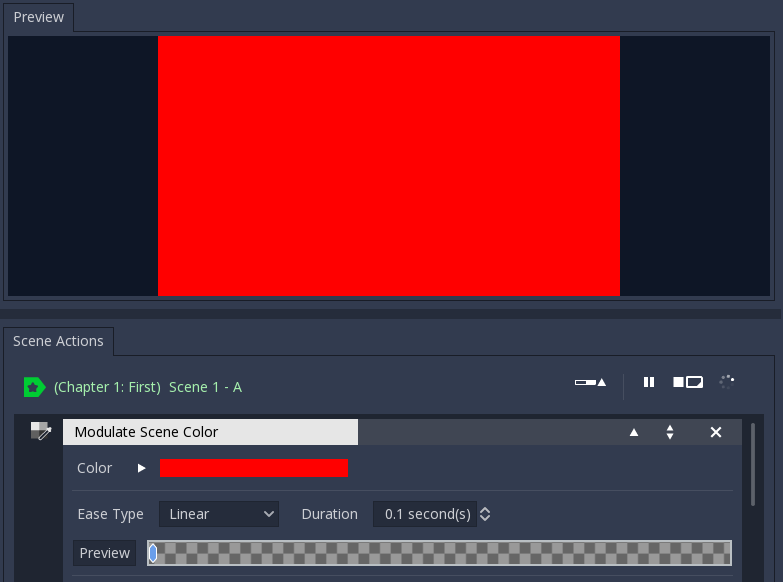 Preview
Scene Actions
(Chapter 1: First) Scene 1 - A
Modulate Scene Color
Color
Ease Type Linear Duration 0.1 second(s)
Preview